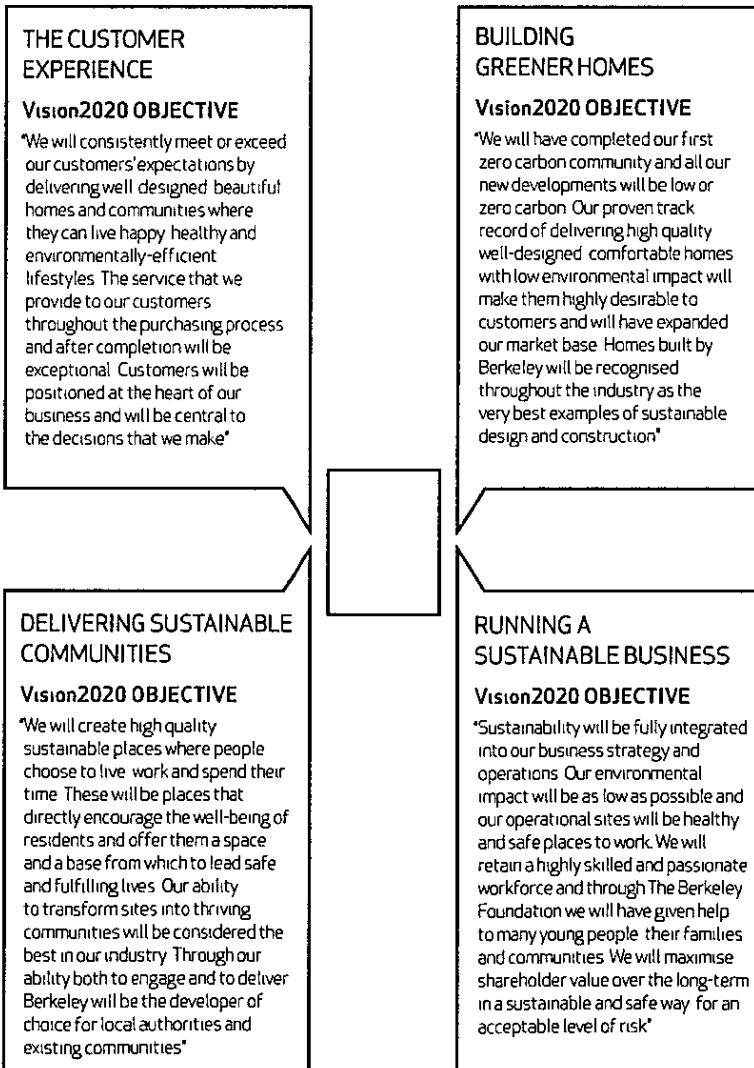 THE CUSTOMER
EXPERIENCE
Vision2020 OBJECTIVE
"We will consistently meet or exceed
our customers' expectations by
delivering well designed beautiful
homes and communities where
they can live happy healthy and
environmentally-efficient
lifestyles The service that we
provide to our customers
throughout the purchasing process
and after completion will be
exceptional Customers will be
positioned at the heart of our
business and will be central to
the decisions that we make"
BUILDING
GREENER HOMES
Vision2020 OBJECTIVE
"We will have completed our first
zero carbon community and all our
new developments will be low or
zero carbon Our proven track
record of delivering high quality
well-designed comfortable homes
with low environmental impact will
make them highly desirable to
customers and will have expanded
our market base Homes built by
Berkeley will be recognised
throughout the industry as the
very best examples of sustainable
design and construction"
DELIVERING SUSTAINABLE
COMMUNITIES
Vision2020 OBJECTIVE
"We will create high quality
sustainable places where people
choose to live work and spend their
time These will be places that
directly encourage the well-being of
residents and offer them a space
and a base from which to lead safe
and fulfilling lives Our ability
to transform sites into thriving
communities will be considered the
best in our industry Through our
ability both to engage and to deliver
Berkeley will be the developer of
choice for local authorities and
existing communities"
RUNNING A
SUSTAINABLE BUSINESS
Vision2020 OBJECTIVE
"Sustainability will be fully integrated
into our business strategy and
operations Our environmental
impact will be as low as possible and
our operational sites will be healthy
and safe places to work. We will
retain a highly skilled and passionate
workforce and through The Berkeley
Foundation we will have given help
to many young people their families
and communities We will maximise
shareholder value over the long-term
in a sustainable and safe way for an
acceptable level of risk"